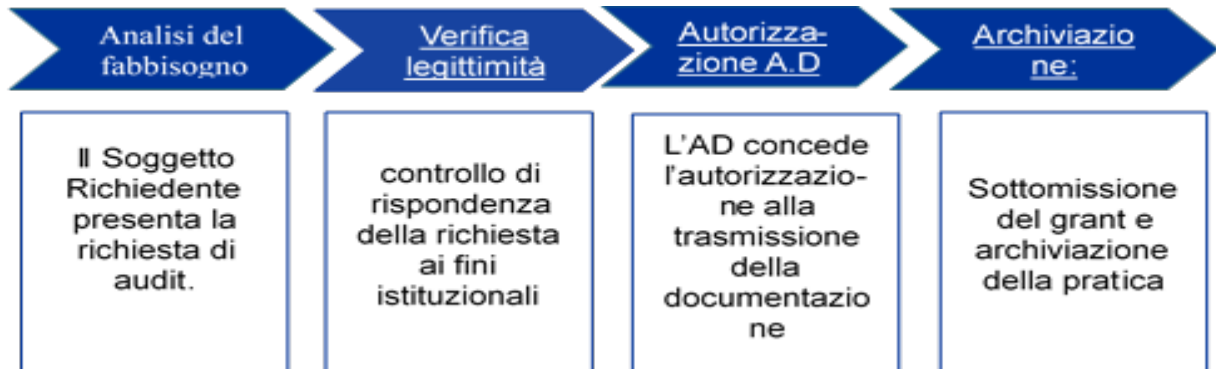 Analisi del
fabbisogno
Verifica
legittimità
Autorizza-
zione A.D
Archiviazio
ne:
Il Soggetto
Richiedente
presenta la
richiesta di
audit.
controllo di
rispondenza
della richiesta
ai fini
istituzionali
L'AD concede
l'autorizzazio-
ne alla
trasmissione
della
documentazio
ne
Sottomissione
del grant e
archiviazione
della pratica